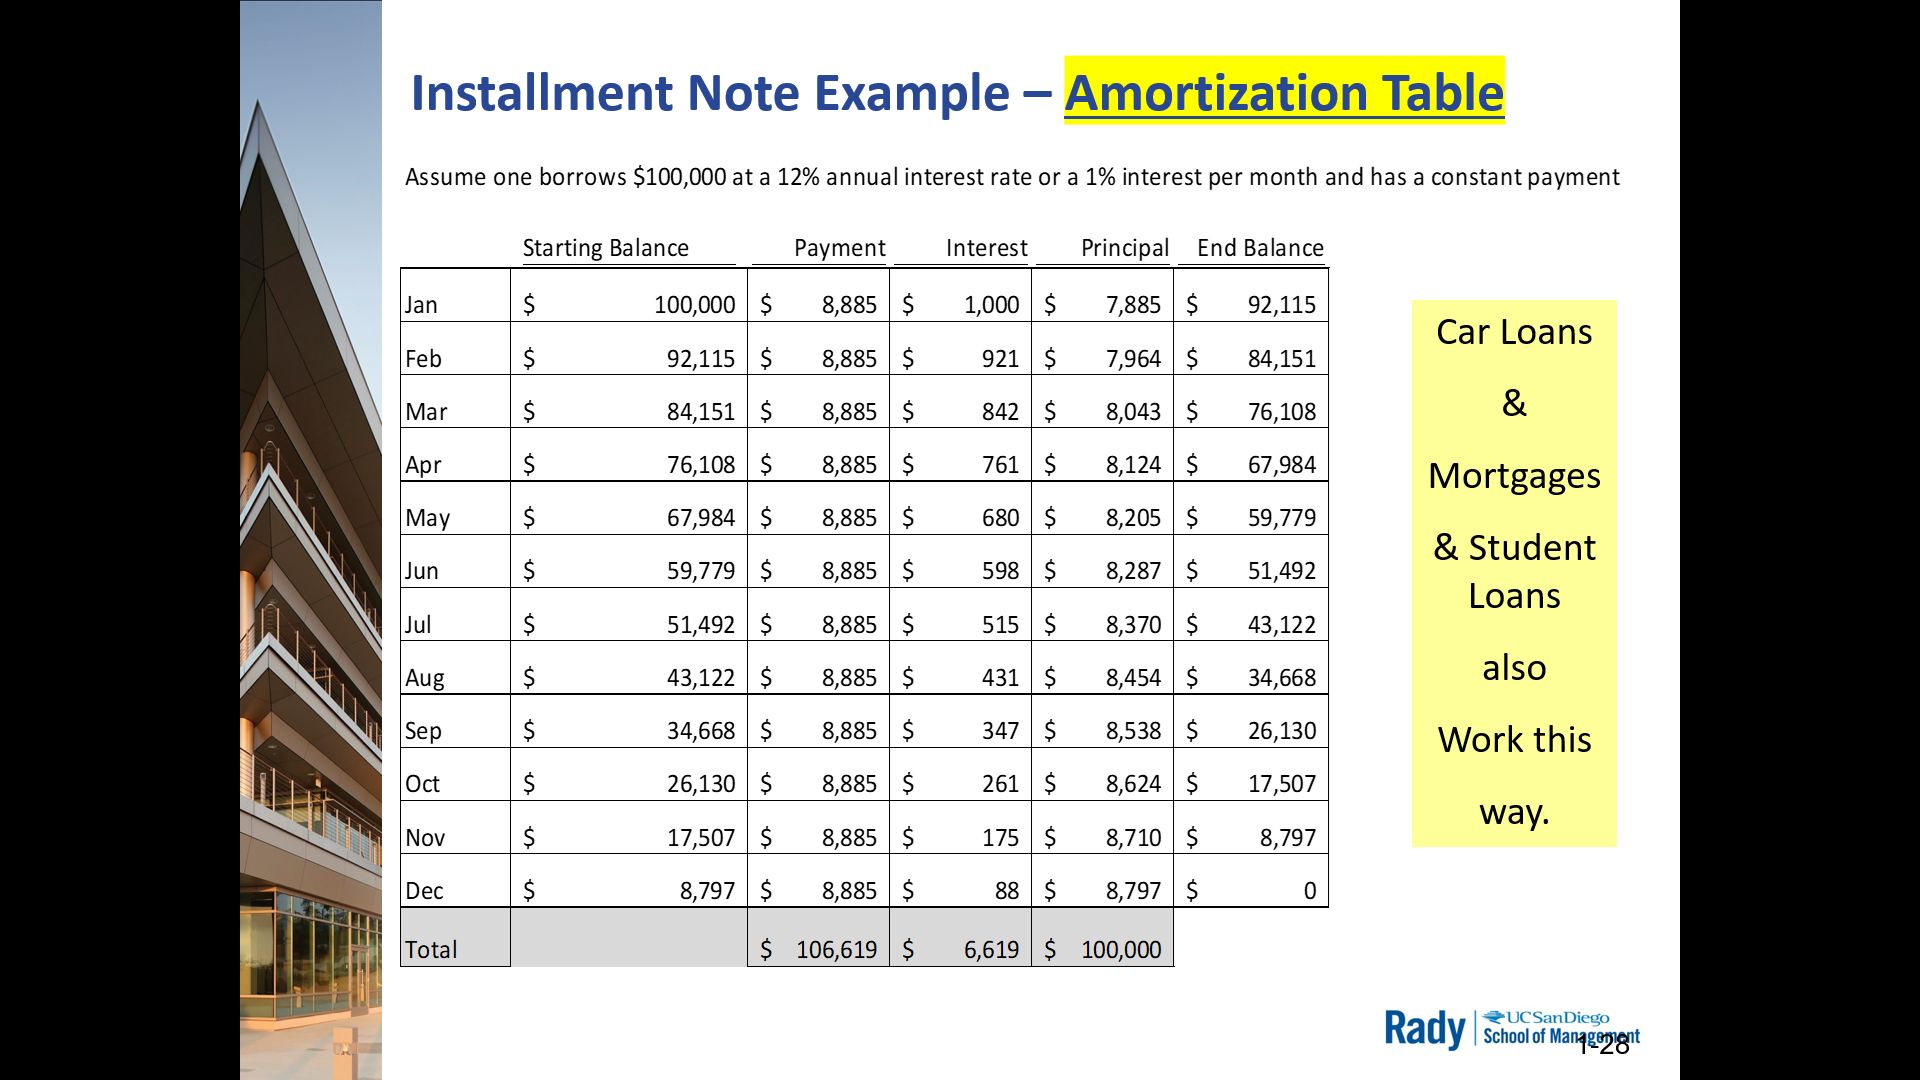 Installment Note Example – Amortization Table
Assume one borrows $100,000 at a 12% annual interest rate or a 1% interest per month and has a constant payment
Starting Balance Payment Interest Principal End Balance
Jan $ 100,000 $ 8,885 $ 1,000 $ 7,885 $ 92,115
Feb $ 92,115 $ 8,885 $ 921 $ 7,964 $ 84,151
Mar $ 84,151 $ 8,885 $ 842 $ 8,043 $ 76,108
Apr $ 76,108 $ 8,885 $ 761 $ 8,124 $ 67,984
May $ 67,984 $ 8,885 $ 680 $ 8,205 $ 59,779
Jun $ 59,779 $ 8,885 $ 598 $ 8,287 $ 51,492
Jul $ 51,492 $ 8,885 $ 515 $ 8,370 $ 43,122
Aug $ 43,122 $ 8,885 $ 431 $ 8,454 $ 34,668
Sep $ 34,668 $ 8,885 $ 347 $ 8,538 $ 26,130
Oct $ 26,130 $ 8,885 $ 261 $ 8,624 $ 17,507
Nov $ 17,507 $ 8,885 $ 175 $ 8,710 $ 8,797
Dec $ 8,797 $ 8,885 $ 88 $ 8,797 $ 0
Total $ 106,619 $ 6,619 $ 100,000
Car Loans
&
Mortgages
& Student
Loans
also
Work this
way.
Rady
UC San Diego
School of Management
1-28